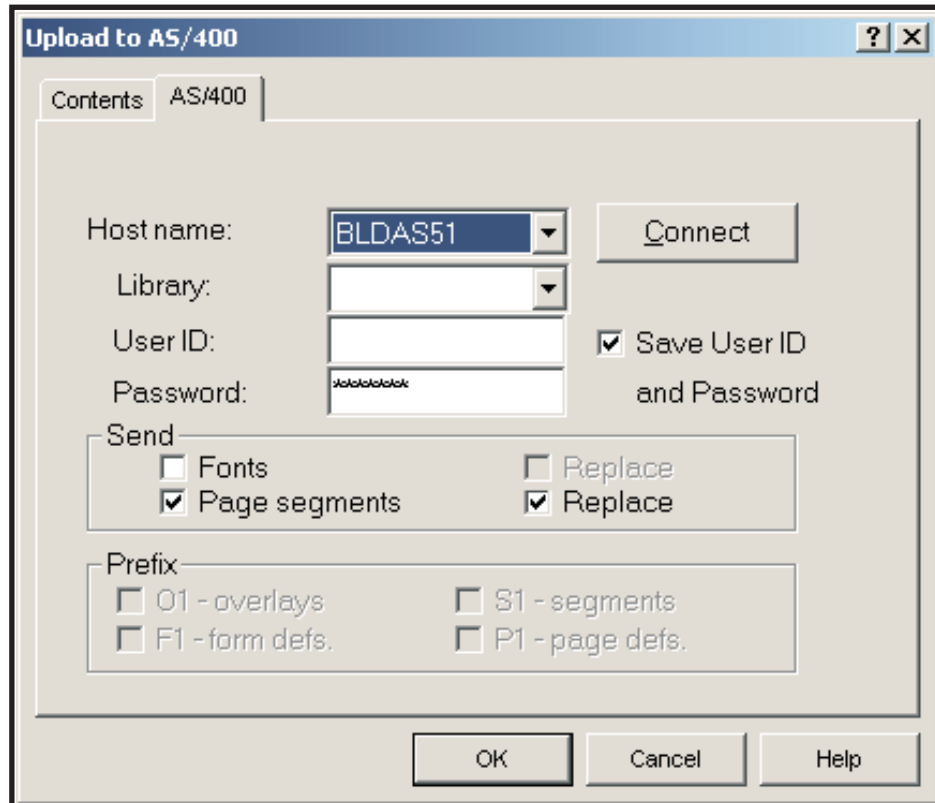 Upload to AS/400
Contents AS/400
Host name: BLDAS51 Connect
Library:
User ID: Save User ID
Password: ******** and Password
Send
Fonts Replace
Page segments Replace
Prefix
O1 - overlays S1 - segments
F1 - form defs. P1 - page defs.
OK Cancel Help